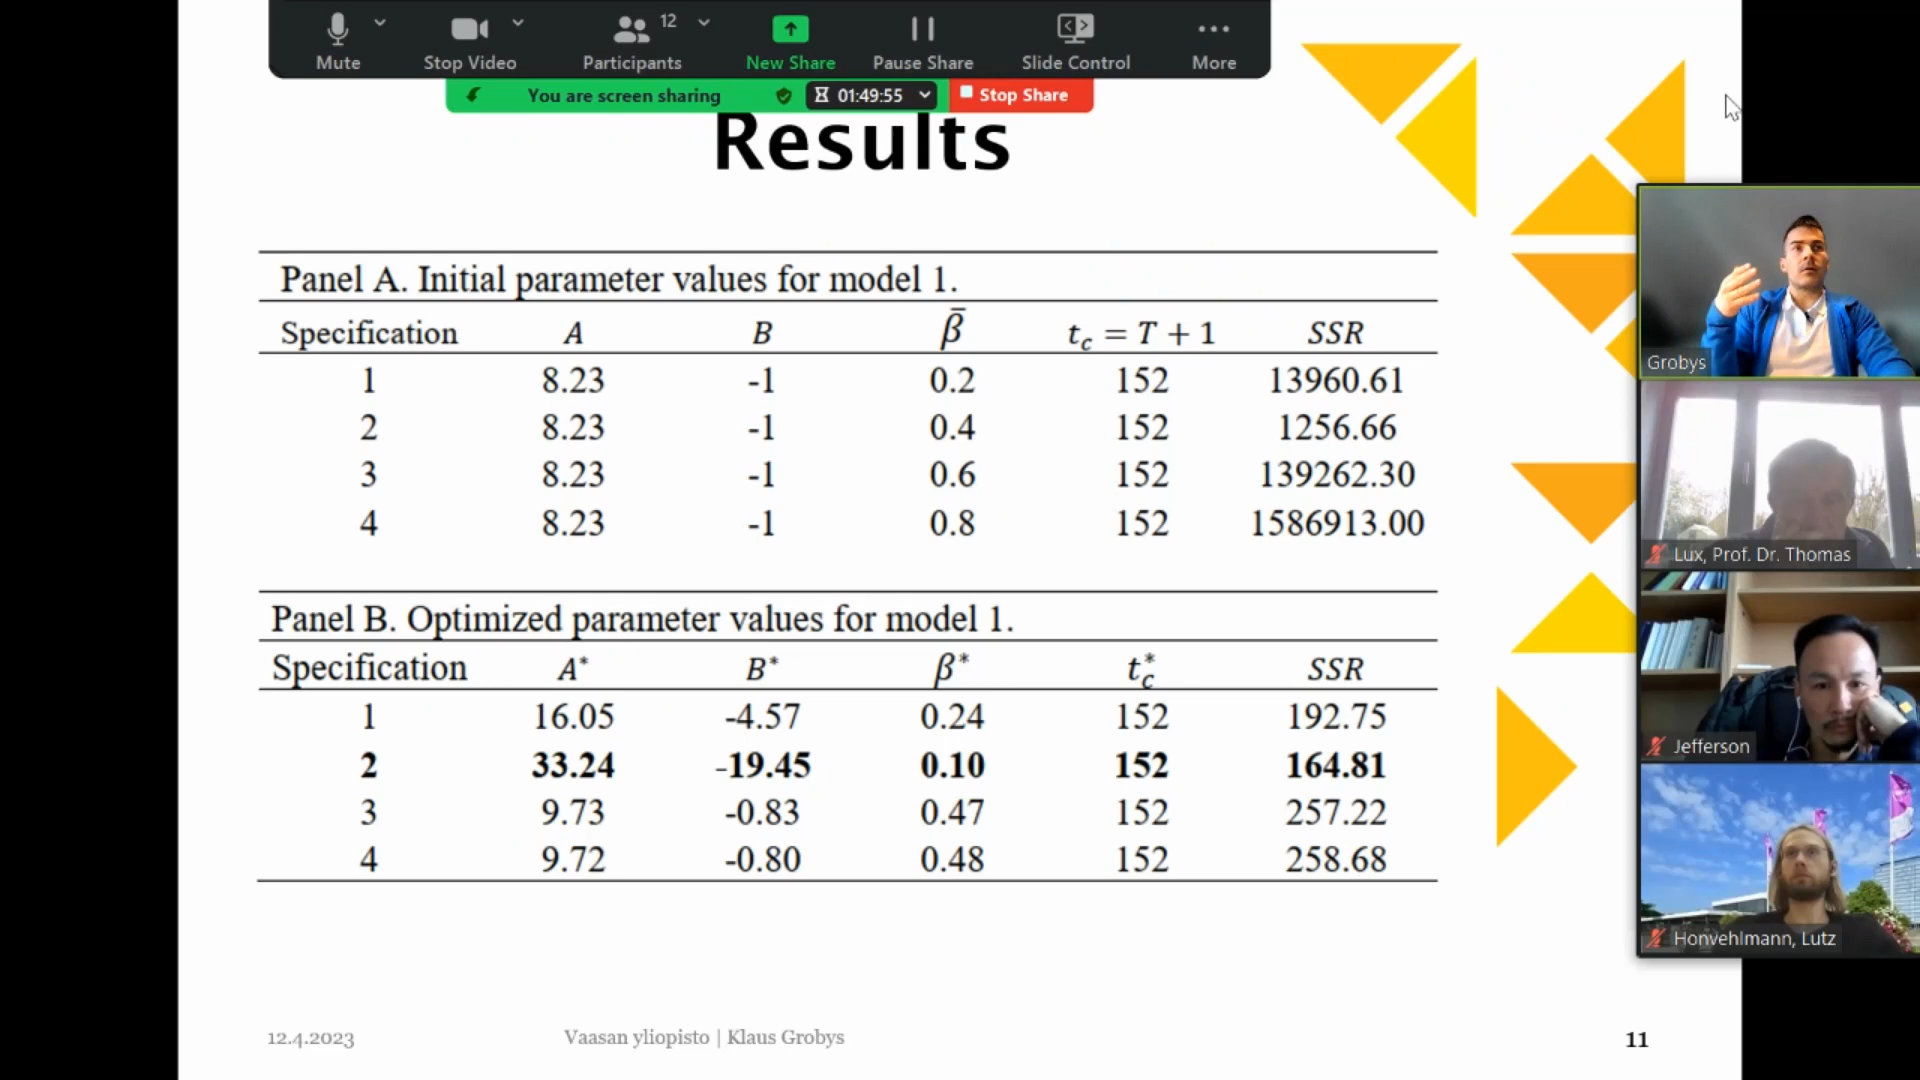 Mute
Stop Video
Participants
12
New Share
Pause Share
Slide Control
More
You are screen sharing
01:49:55
Stop Share
Results
Panel A. Initial parameter values for model 1.
Specification A B β̄ t_c = T + 1 SSR
1 8.23 -1 0.2 152 13960.61
2 8.23 -1 0.4 152 1256.66
3 8.23 -1 0.6 152 139262.30
4 8.23 -1 0.8 152 1586913.00
Panel B. Optimized parameter values for model 1.
Specification A* B* β* t_c* SSR
1 16.05 -4.57 0.24 152 192.75
2 33.24 -19.45 0.10 152 164.81
3 9.73 -0.83 0.47 152 257.22
4 9.72 -0.80 0.48 152 258.68
Grobys
Lux, Prof. Dr. Thomas
Jefferson
Honvehlmann, Lutz
12.4.2023
Vaasan yliopisto | Klaus Grobys
11